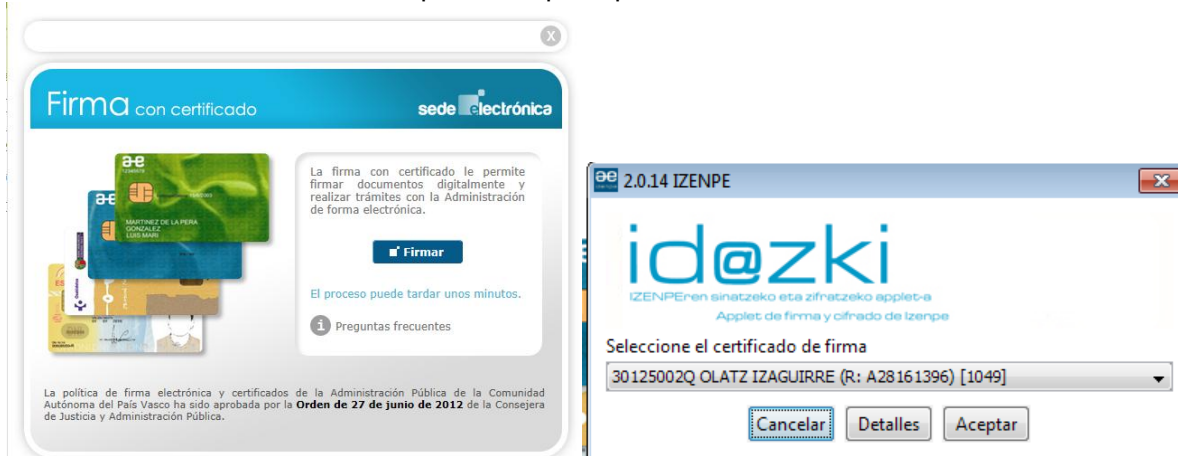 X
Firma con certificado
sede electrónica
La firma con certificado le permite
firmar documentos digitalmente y
realizar trámites con la Administración
de forma electrónica.
Firmar
El proceso puede tardar unos minutos.
i Preguntas frecuentes
MARTINEZ DE LA PERA
GONZALEZ
LUIS MARI
La política de firma electrónica y certificados de la Administración Pública de la Comunidad
Autónoma del País Vasco ha sido aprobada por la Orden de 27 de junio de 2012 de la Consejera
de Justicia y Administración Pública.
2.0.14 IZENPE
id@zki
IZENPEren sinatzeko eta zifratzeko applet-a
Applet de firma y cifrado de Izenpe
Seleccione el certificado de firma
30125002Q OLATZ IZAGUIRRE (R: A28161396) [1049]
Cancelar Detalles Aceptar